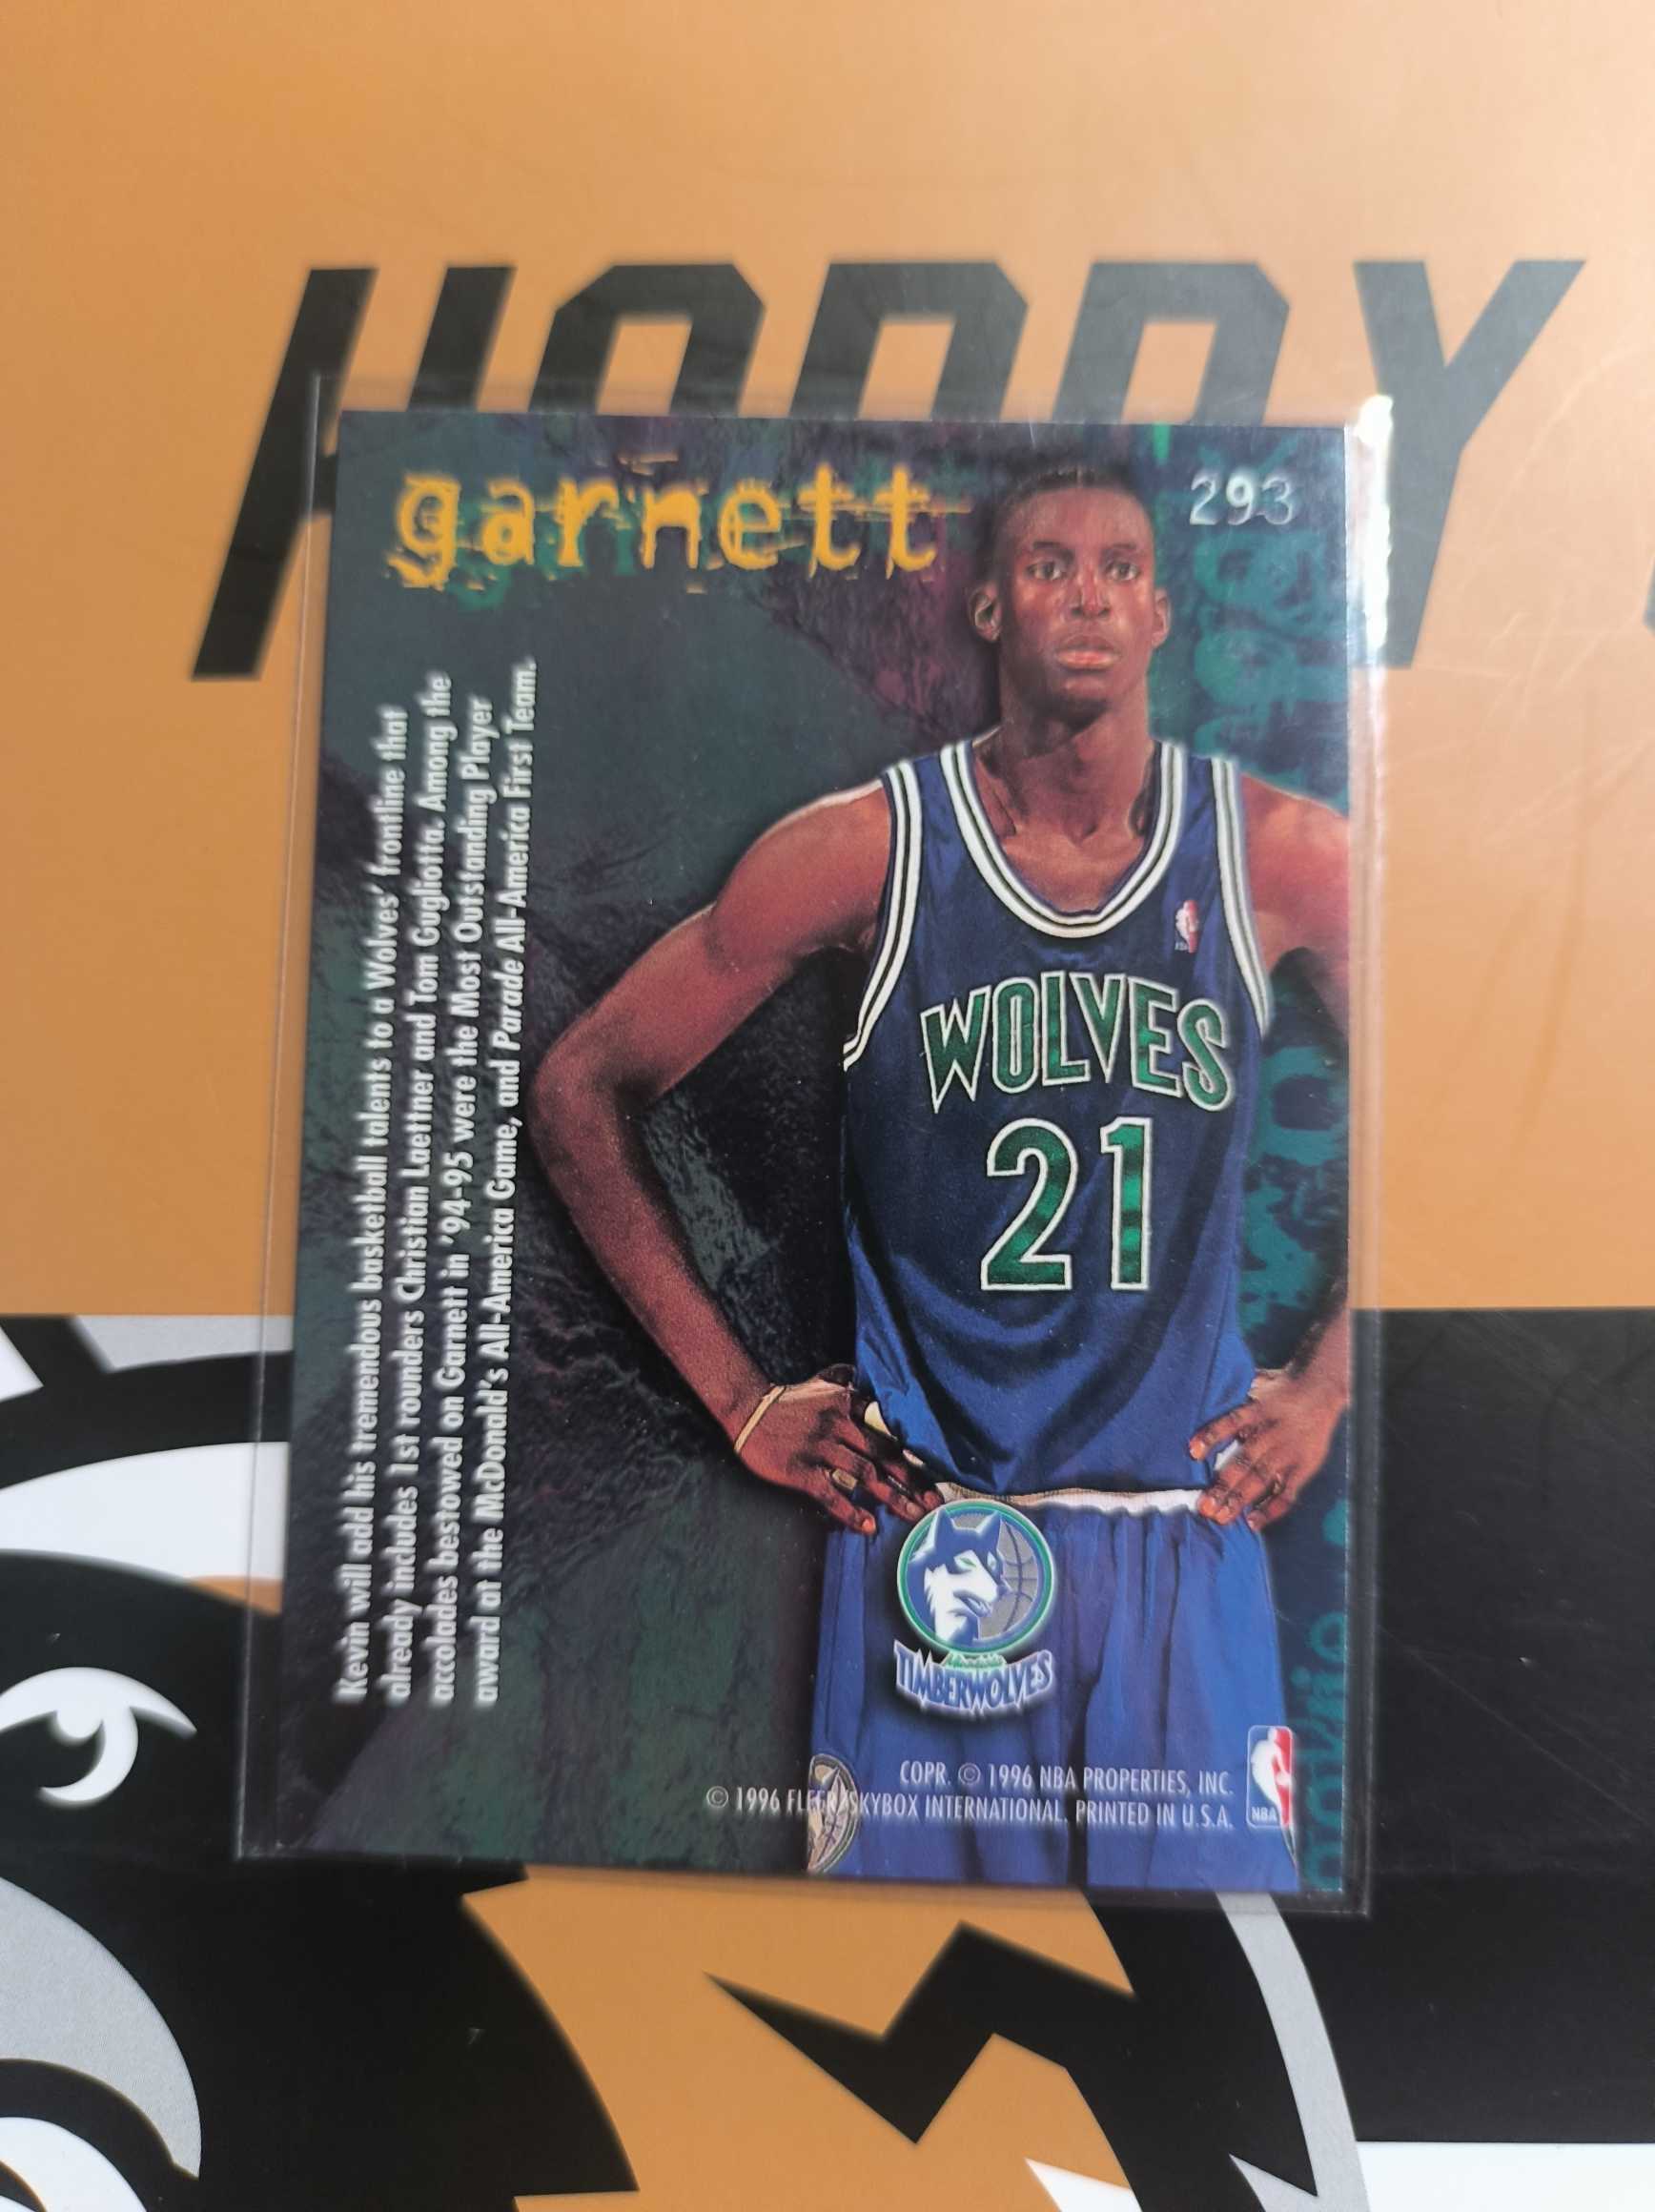 HOBBY
garnett
293
Kevin will add his tremendous basketball talents to a Wolves' frontline that
already includes 1st rounders Christian Laettner and Tom Gugliotta. Among the
accolades bestowed on Garnett in '94-95 were the Most Outstanding Player
award at the McDonald's All-America Game, and Parade All-America First Team.
WOLVES
21
TIMBERWOLVES
COPR. © 1996 NBA PROPERTIES, INC.
© 1996 FLEER/SKYBOX INTERNATIONAL. PRINTED IN U.S.A.
NBA
rookie